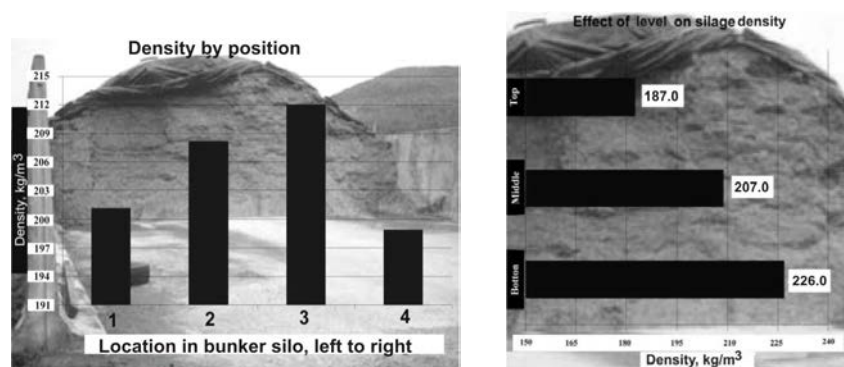 Density by position
Density, kg/m³
215
212
209
206
203
200
197
194
191
1 2 3 4
Location in bunker silo, left to right
Effect of level on silage density
Top
187.0
Middle
207.0
Botton
226.0
150 165 180 195 210 225 240
Density, kg/m³